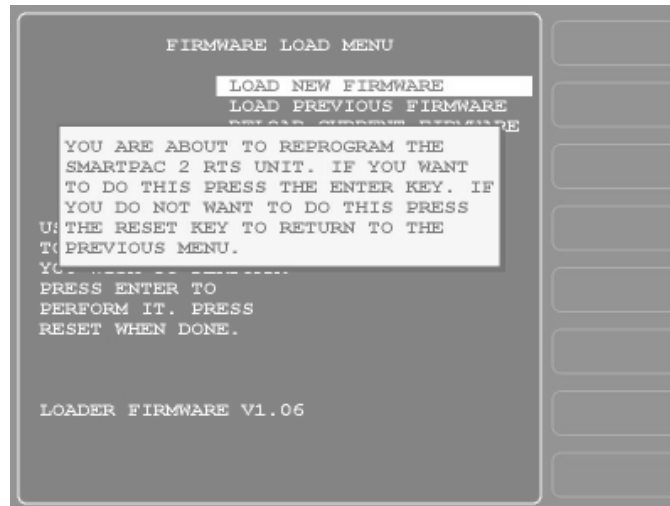 FIRMWARE LOAD MENU
LOAD NEW FIRMWARE
LOAD PREVIOUS FIRMWARE
RELOAD CURRENT FIRMWARE
YOU ARE ABOUT TO REPROGRAM THE
SMARTPAC 2 RTS UNIT. IF YOU WANT
TO DO THIS PRESS THE ENTER KEY. IF
YOU DO NOT WANT TO DO THIS PRESS
THE RESET KEY TO RETURN TO THE
PREVIOUS MENU.
PRESS ENTER TO
PERFORM IT. PRESS
RESET WHEN DONE.
LOADER FIRMWARE V1.06